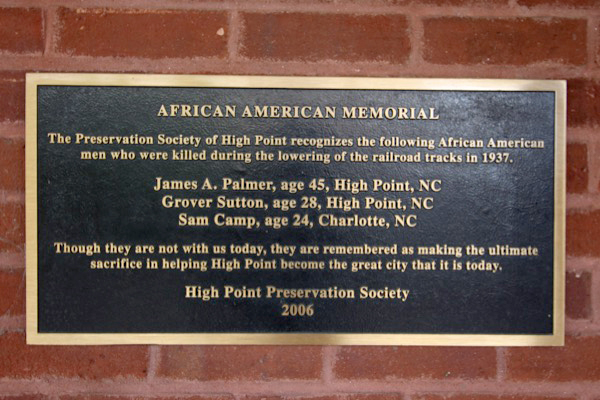 AFRICAN AMERICAN MEMORIAL
The Preservation Society of High Point recognizes the following African American
men who were killed during the lowering of the railroad tracks in 1937.
James A. Palmer, age 45, High Point, NC
Grover Sutton, age 28, High Point, NC
Sam Camp, age 24, Charlotte, NC
Though they are not with us today, they are remembered as making the ultimate
sacrifice in helping High Point become the great city that it is today.
High Point Preservation Society
2006